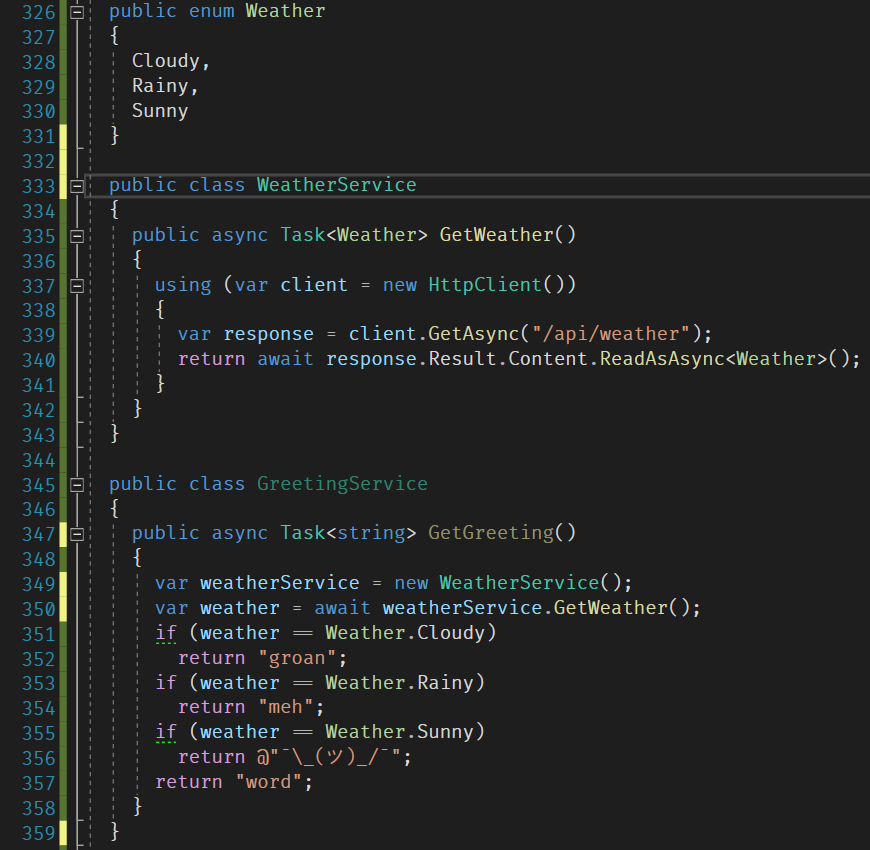 326 public enum Weather
327 {
328 Cloudy,
329 Rainy,
330 Sunny
331 }
332
333 public class WeatherService
334 {
335 public async Task<Weather> GetWeather()
336 {
337 using (var client = new HttpClient())
338 {
339 var response = client.GetAsync("/api/weather");
340 return await response.Result.Content.ReadAsAsync<Weather>();
341 }
342 }
343 }
344
345 public class GreetingService
346 {
347 public async Task<string> GetGreeting()
348 {
349 var weatherService = new WeatherService();
350 var weather = await weatherService.GetWeather();
351 if (weather == Weather.Cloudy)
352 return "groan";
353 if (weather == Weather.Rainy)
354 return "meh";
355 if (weather == Weather.Sunny)
356 return @"¯\_(ツ)_/¯";
357 return "word";
358 }
359 }